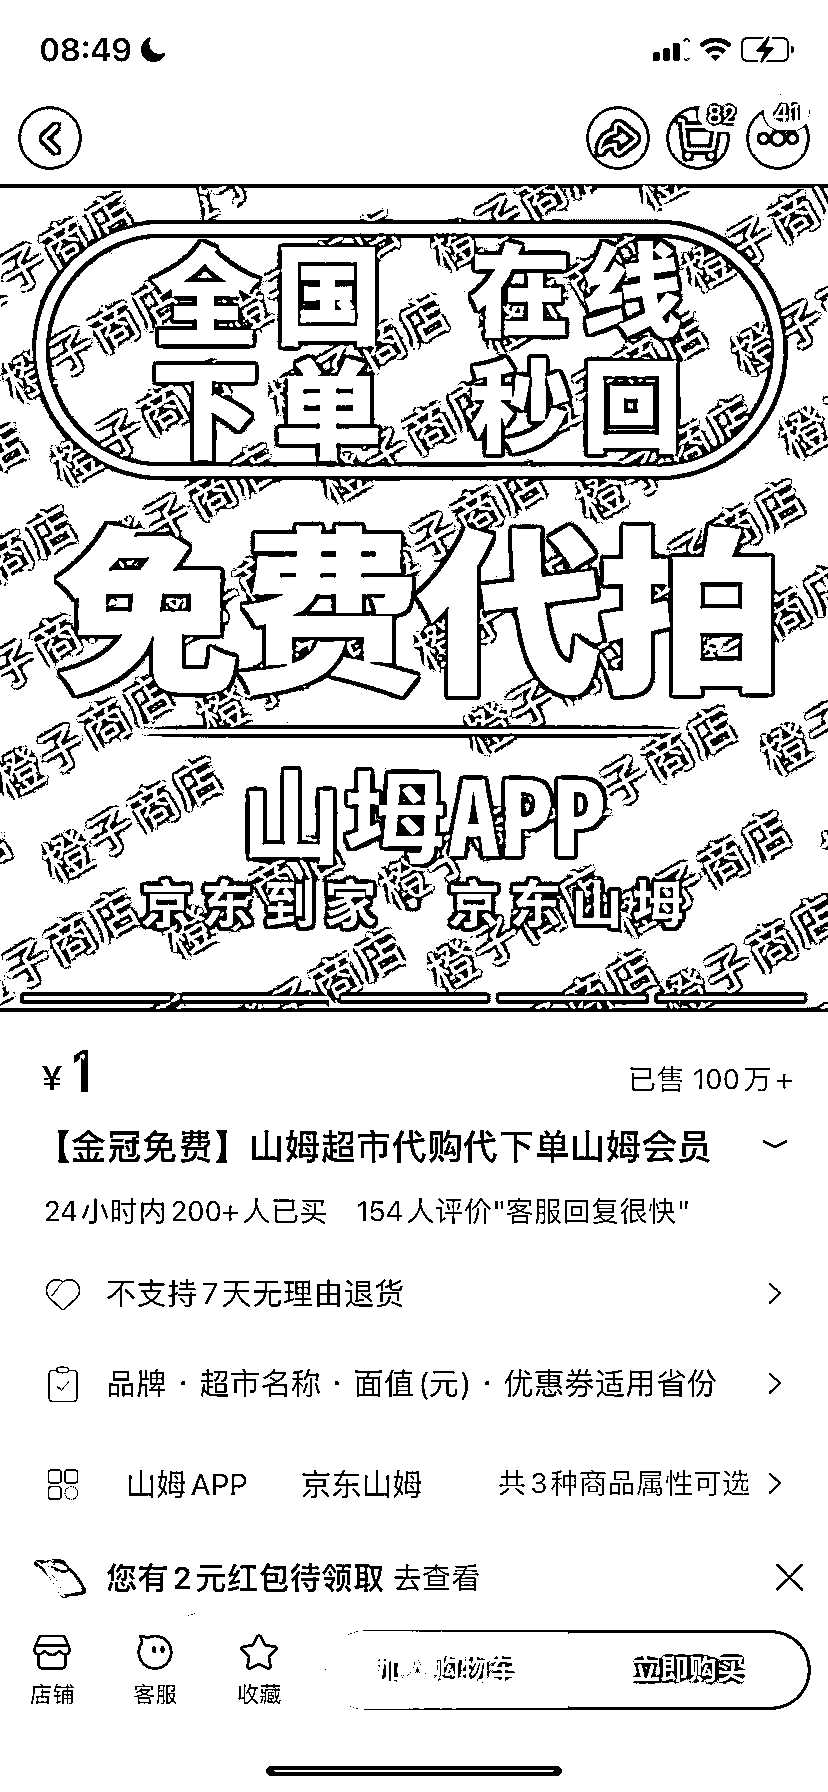 08:49
82
41
全国 在线
下单 秒回
免费代拍
山姆APP
京东到家 · 京东山姆
橙子商店
¥1
已售 100万+
【金冠免费】山姆超市代购代下单山姆会员
24小时内200+人已买 154人评价"客服回复很快"
不支持7天无理由退货
品牌 · 超市名称 · 面值(元) · 优惠券适用省份
山姆APP 京东山姆 共3种商品属性可选
您有2元红包待领取 去查看
店铺 客服 收藏 加入购物车 立即购买